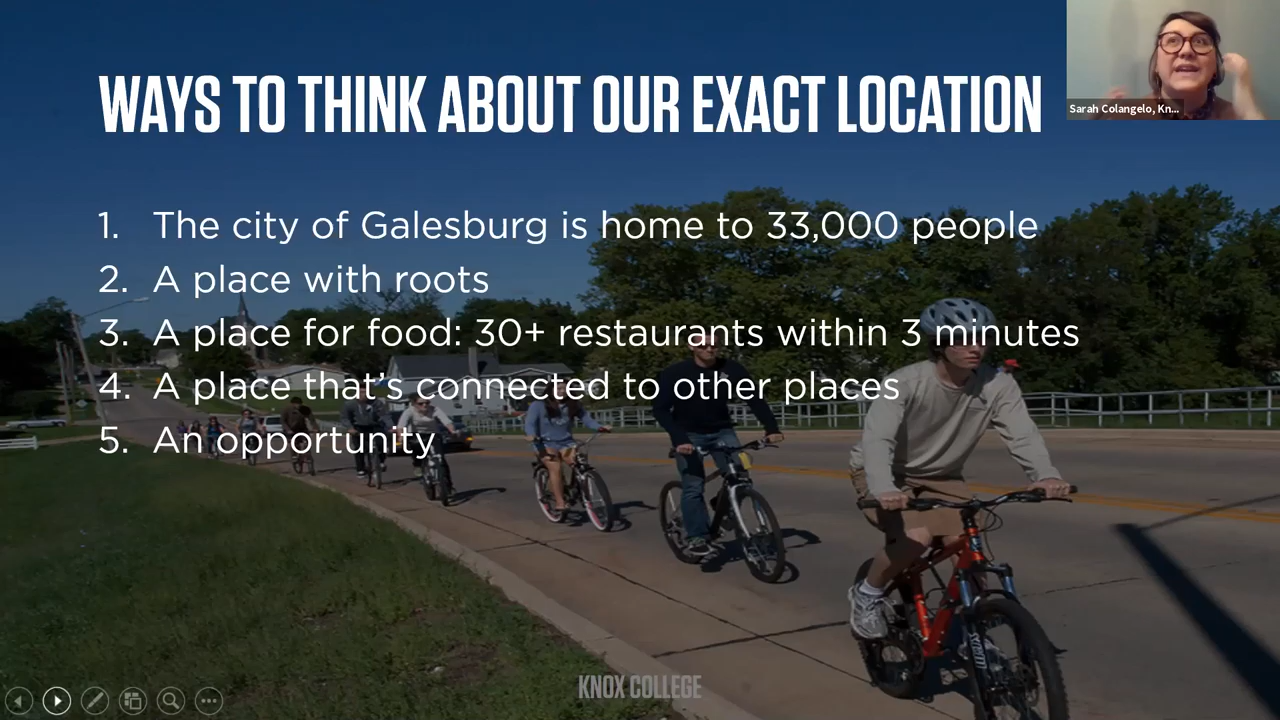 WAYS TO THINK ABOUT OUR EXACT LOCATION
Sarah Colangelo, Kn...
1. The city of Galesburg is home to 33,000 people
2. A place with roots
3. A place for food: 30+ restaurants within 3 minutes
4. A place that’s connected to other places
5. An opportunity
KNOX COLLEGE